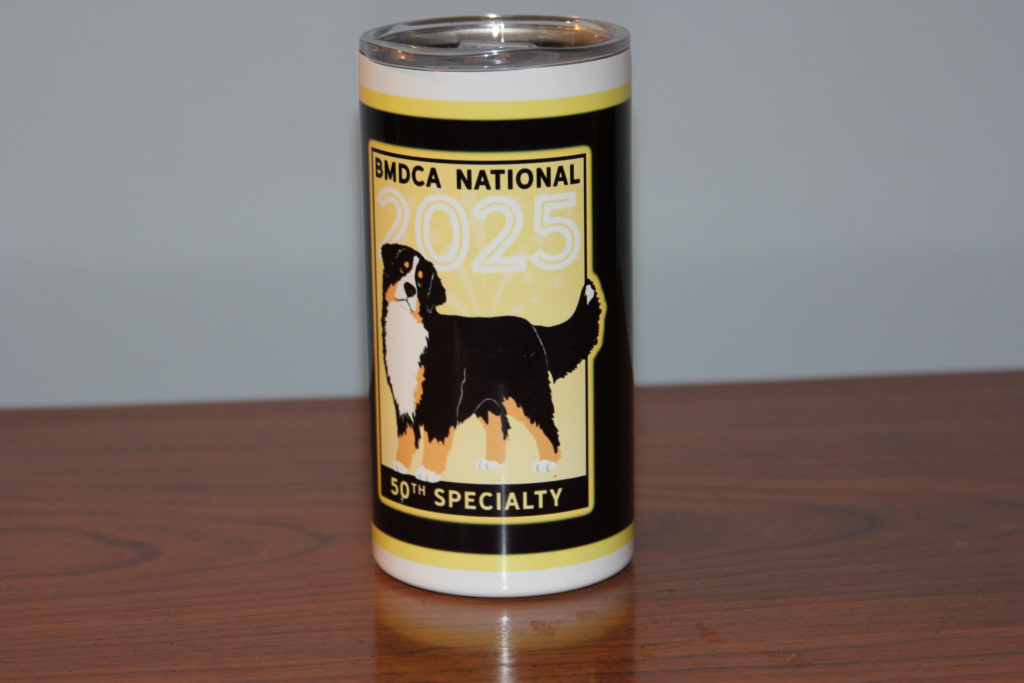 BMDCA NATIONAL
2025
50TH SPECIALTY